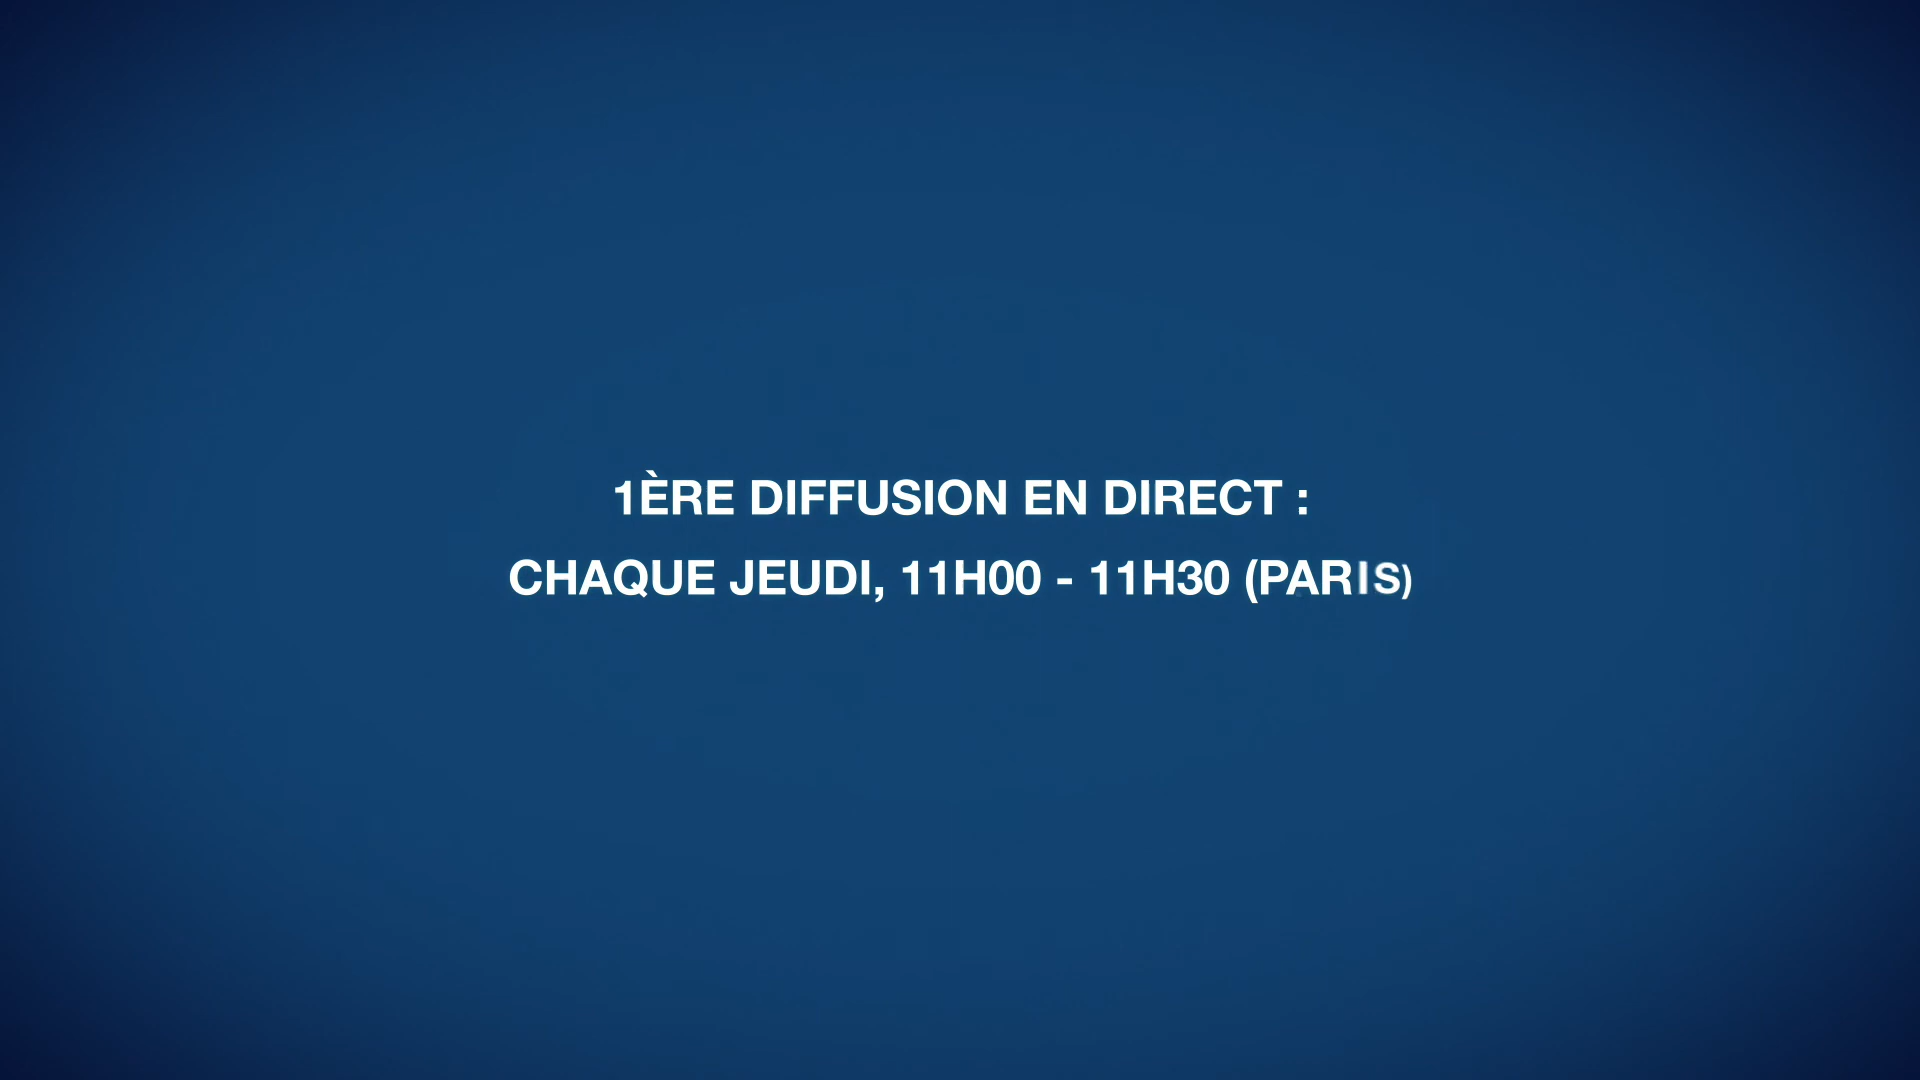 1ÈRE DIFFUSION EN DIRECT :
CHAQUE JEUDI, 11H00 - 11H30 (PARIS)